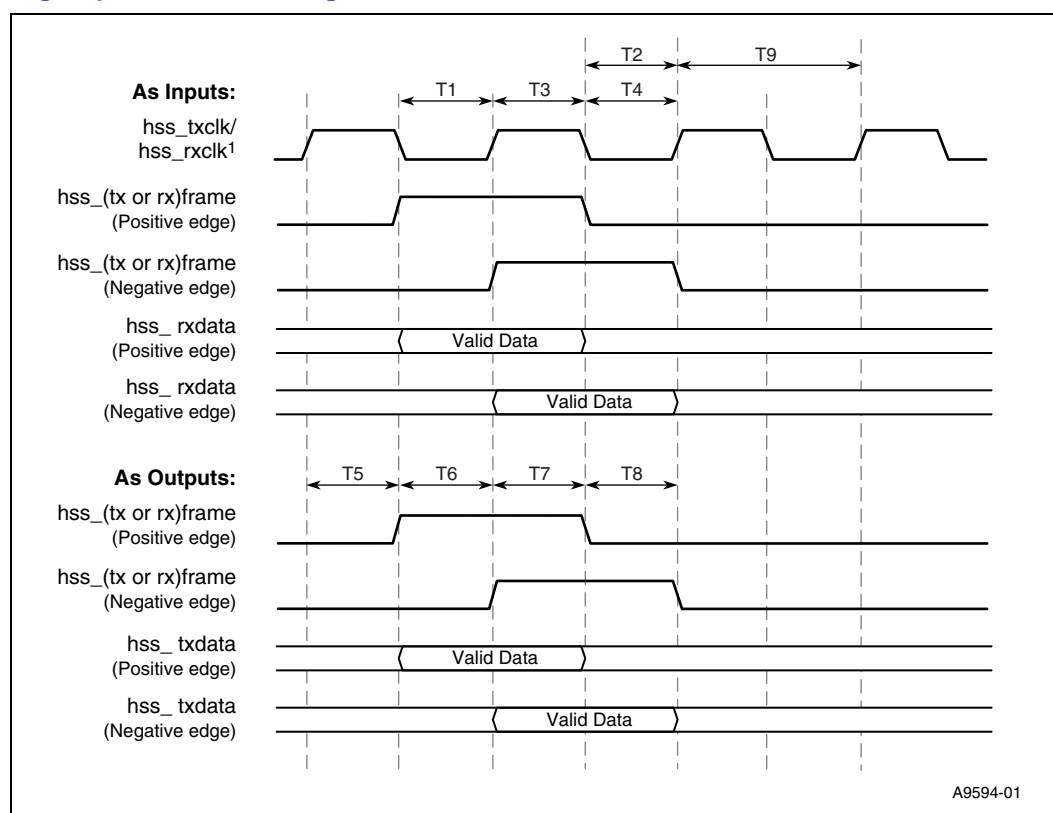 T2 T9
As Inputs: T1 T3 T4
hss_txclk/
hss_rxclk1
hss_(tx or rx)frame
(Positive edge)
hss_(tx or rx)frame
(Negative edge)
hss_ rxdata
(Positive edge) Valid Data
hss_ rxdata
(Negative edge) Valid Data
As Outputs: T5 T6 T7 T8
hss_(tx or rx)frame
(Positive edge)
hss_(tx or rx)frame
(Negative edge)
hss_ txdata
(Positive edge) Valid Data
hss_ txdata
(Negative edge) Valid Data
A9594-01